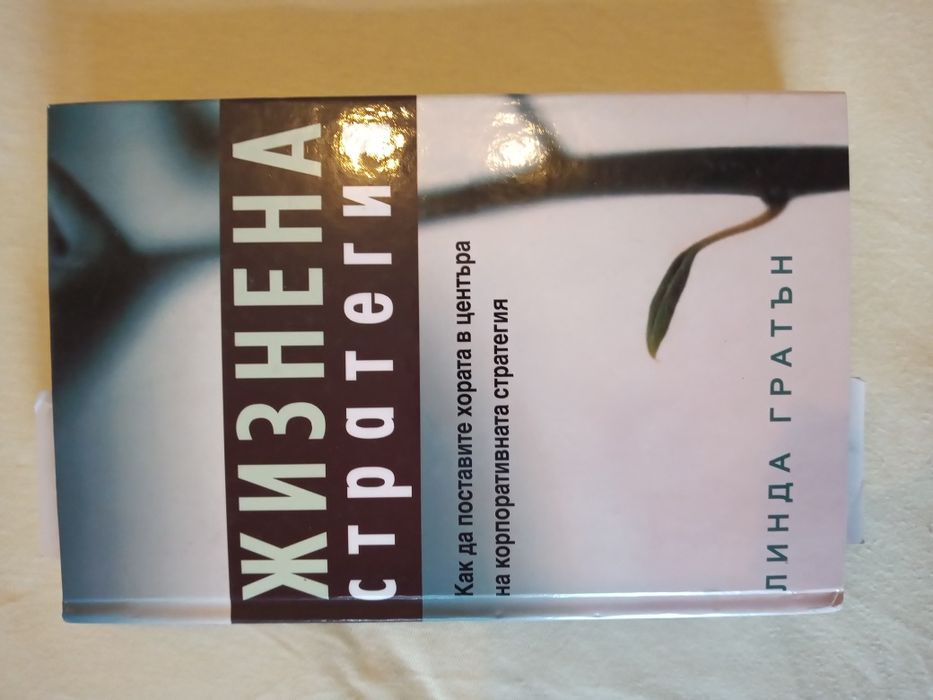 ЖИЗНЕНА
стратегия
Как да поставите хората в центъра
на корпоративната стратегия
ЛИНДА ГРАТЪН